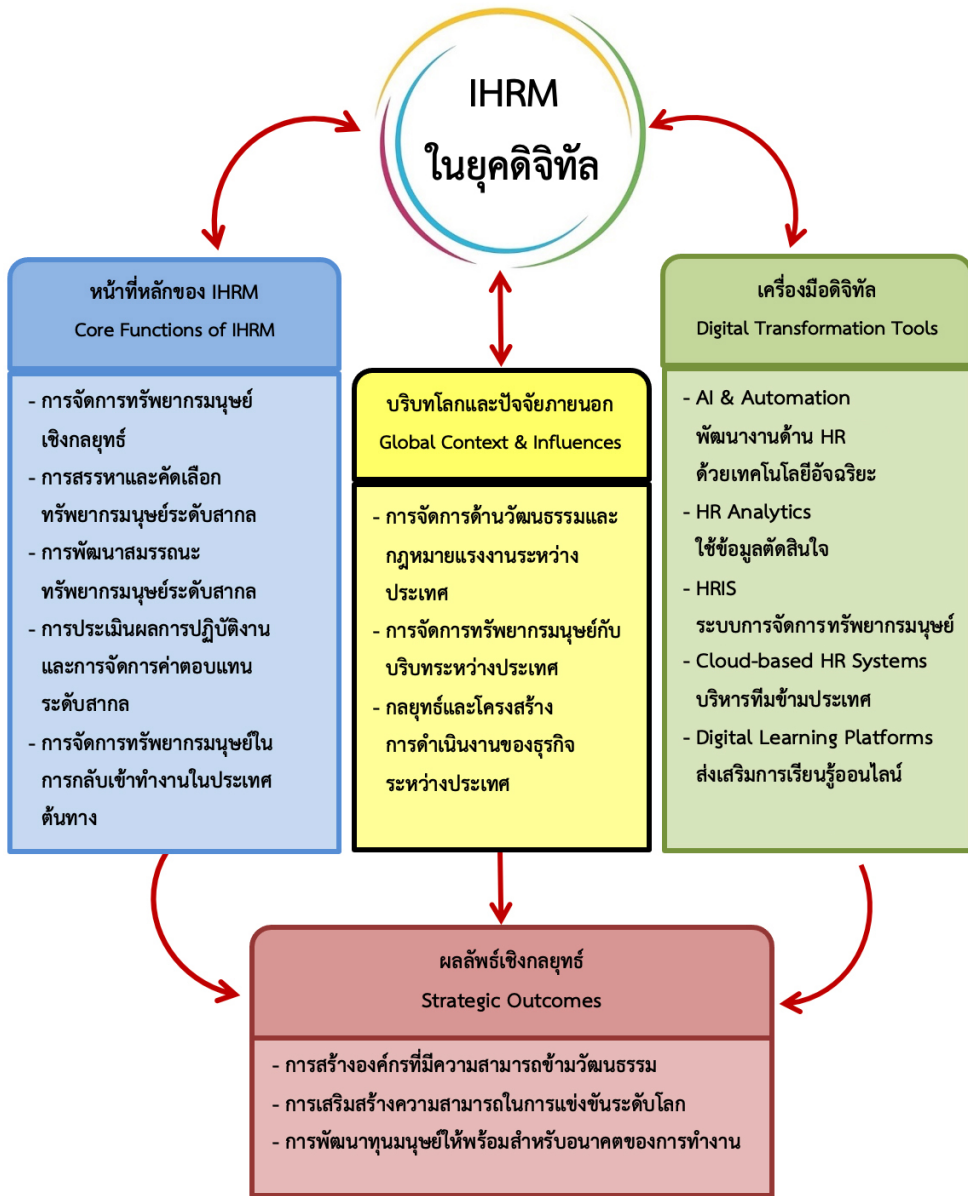 IHRM
ในยุคดิจิทัล
หน้าที่หลักของ IHRM
Core Functions of IHRM
- การจัดการทรัพยากรมนุษย์
เชิงกลยุทธ์
- การสรรหาและคัดเลือก
ทรัพยากรมนุษย์ระดับสากล
- การพัฒนาสมรรถนะ
ทรัพยากรมนุษย์ระดับสากล
- การประเมินผลการปฏิบัติงาน
และการจัดการค่าตอบแทน
ระดับสากล
- การจัดการทรัพยากรมนุษย์ใน
การกลับเข้าทำงานในประเทศ
ต้นทาง
บริบทโลกและปัจจัยภายนอก
Global Context & Influences
- การจัดการด้านวัฒนธรรมและ
กฎหมายแรงงานระหว่าง
ประเทศ
- การจัดการทรัพยากรมนุษย์กับ
บริบทระหว่างประเทศ
- กลยุทธ์และโครงสร้าง
การดำเนินงานของธุรกิจ
ระหว่างประเทศ
เครื่องมือดิจิทัล
Digital Transformation Tools
- AI & Automation
พัฒนางานด้าน HR
ด้วยเทคโนโลยีอัจฉริยะ
- HR Analytics
ใช้ข้อมูลตัดสินใจ
- HRIS
ระบบการจัดการทรัพยากรมนุษย์
- Cloud-based HR Systems
บริหารทีมข้ามประเทศ
- Digital Learning Platforms
ส่งเสริมการเรียนรู้ออนไลน์
ผลลัพธ์เชิงกลยุทธ์
Strategic Outcomes
- การสร้างองค์กรที่มีความสามารถข้ามวัฒนธรรม
- การเสริมสร้างความสามารถในการแข่งขันระดับโลก
- การพัฒนาทุนมนุษย์ให้พร้อมสำหรับอนาคตของการทำงาน